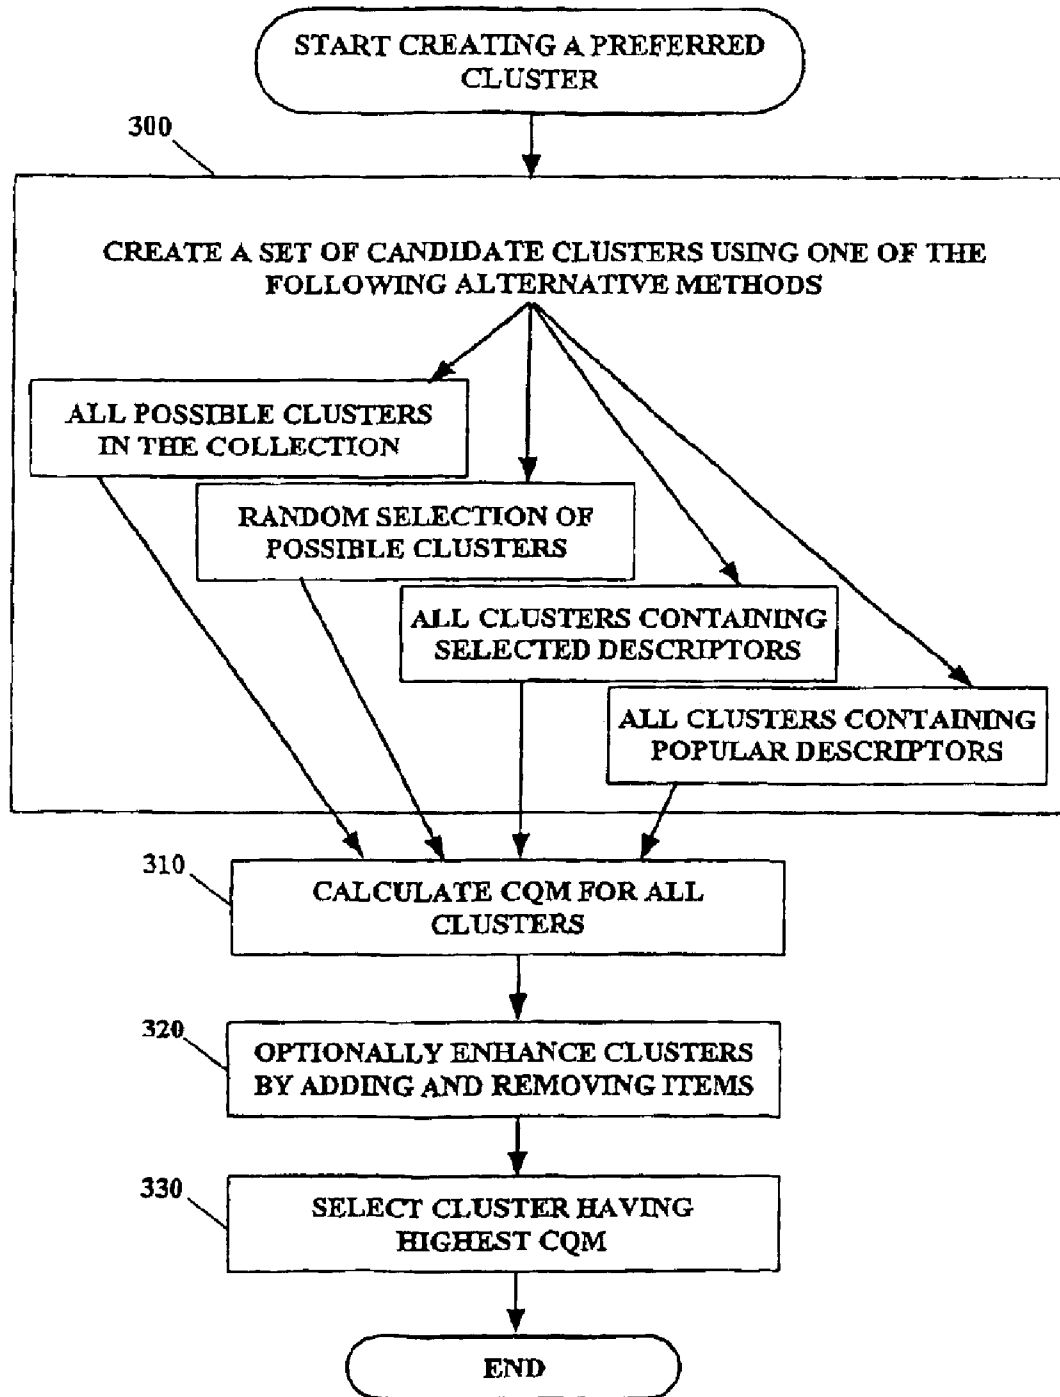 START CREATING A PREFERRED
CLUSTER
300
CREATE A SET OF CANDIDATE CLUSTERS USING ONE OF THE
FOLLOWING ALTERNATIVE METHODS
ALL POSSIBLE CLUSTERS
IN THE COLLECTION
RANDOM SELECTION OF
POSSIBLE CLUSTERS
ALL CLUSTERS CONTAINING
SELECTED DESCRIPTORS
ALL CLUSTERS CONTAINING
POPULAR DESCRIPTORS
310
CALCULATE CQM FOR ALL
CLUSTERS
320
OPTIONALLY ENHANCE CLUSTERS
BY ADDING AND REMOVING ITEMS
330
SELECT CLUSTER HAVING
HIGHEST CQM
END